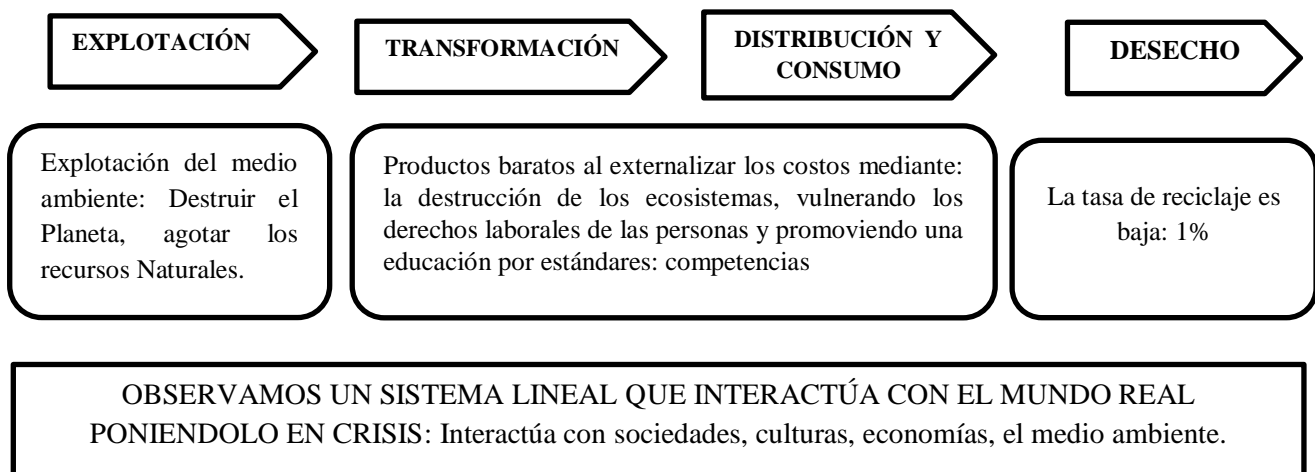 EXPLOTACIÓN
TRANSFORMACIÓN
DISTRIBUCIÓN Y
CONSUMO
DESECHO
Explotación del medio
ambiente: Destruir el
Planeta, agotar los
recursos Naturales.
Productos baratos al externalizar los costos mediante:
la destrucción de los ecosistemas, vulnerando los
derechos laborales de las personas y promoviendo una
educación por estándares: competencias
La tasa de reciclaje es
baja: 1%
OBSERVAMOS UN SISTEMA LINEAL QUE INTERACTÚA CON EL MUNDO REAL
PONIENDOLO EN CRISIS: Interactúa con sociedades, culturas, economías, el medio ambiente.